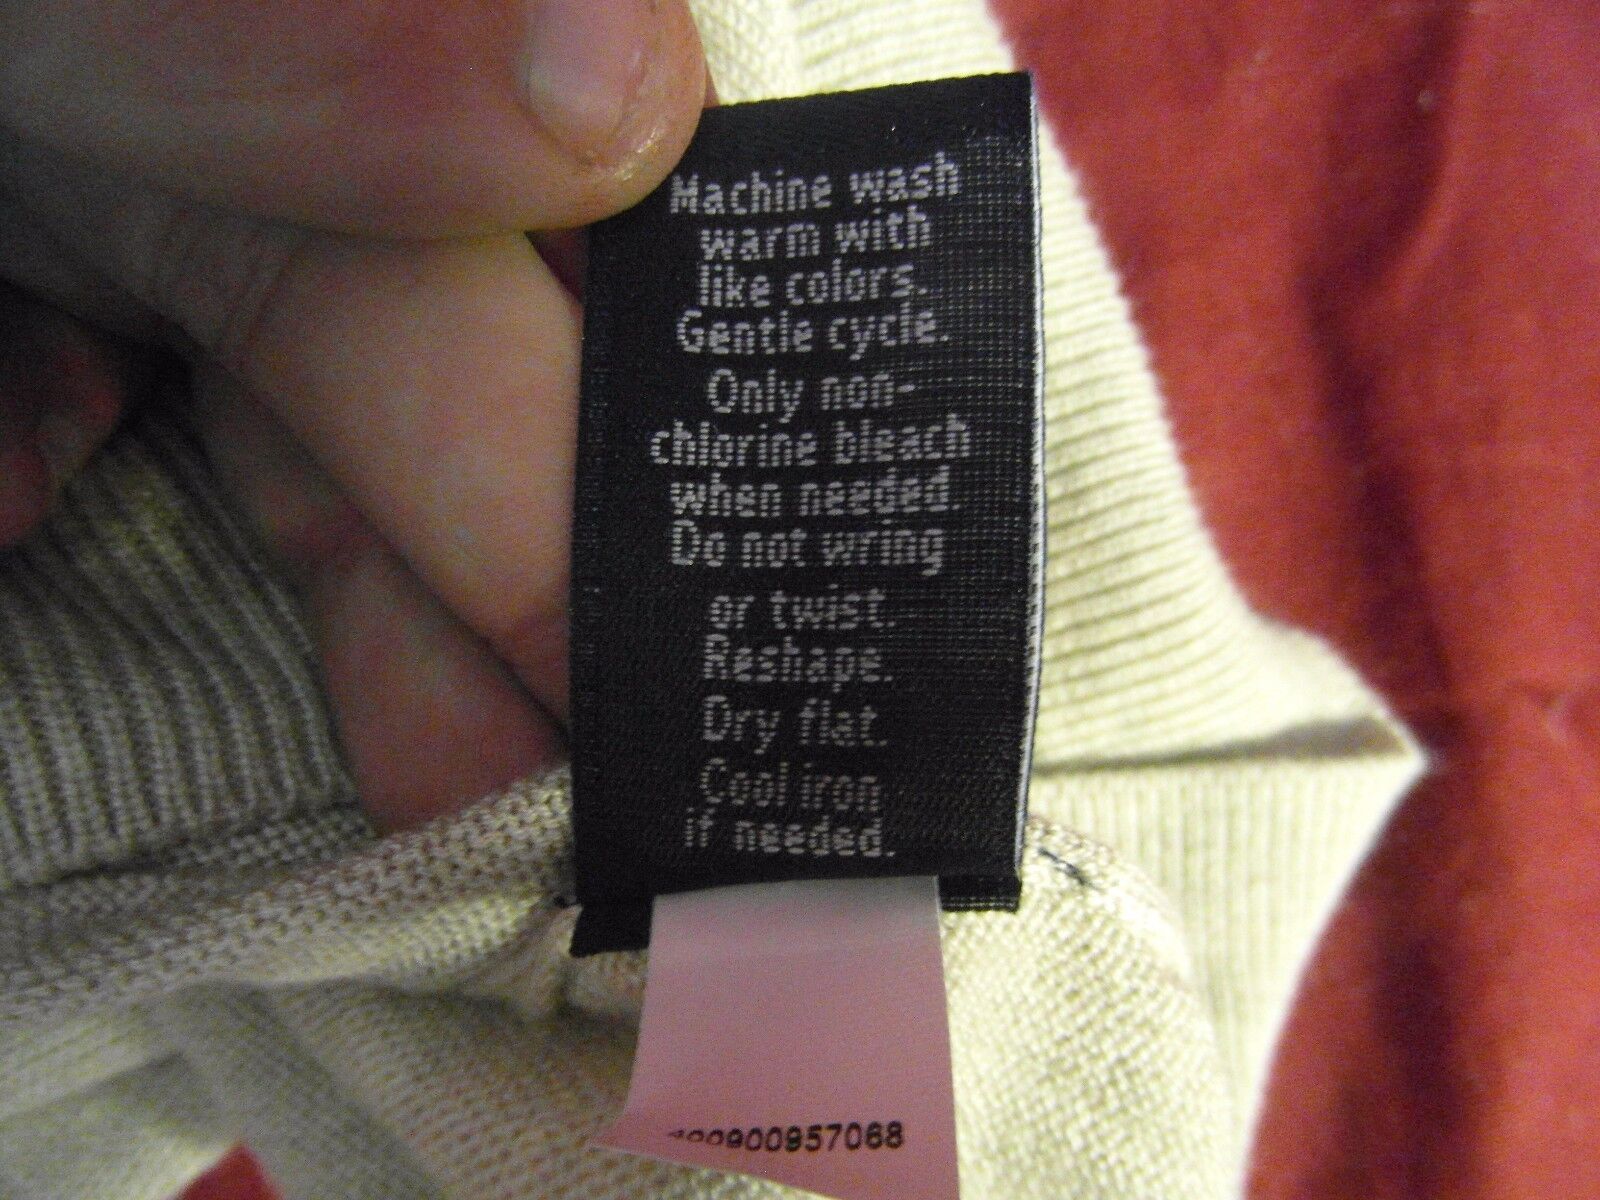 Machine wash
warm with
like colors.
Gentle cycle.
Only non-
chlorine bleach
when needed.
Do not wring
or twist.
Reshape.
Dry flat.
Cool iron
if needed.